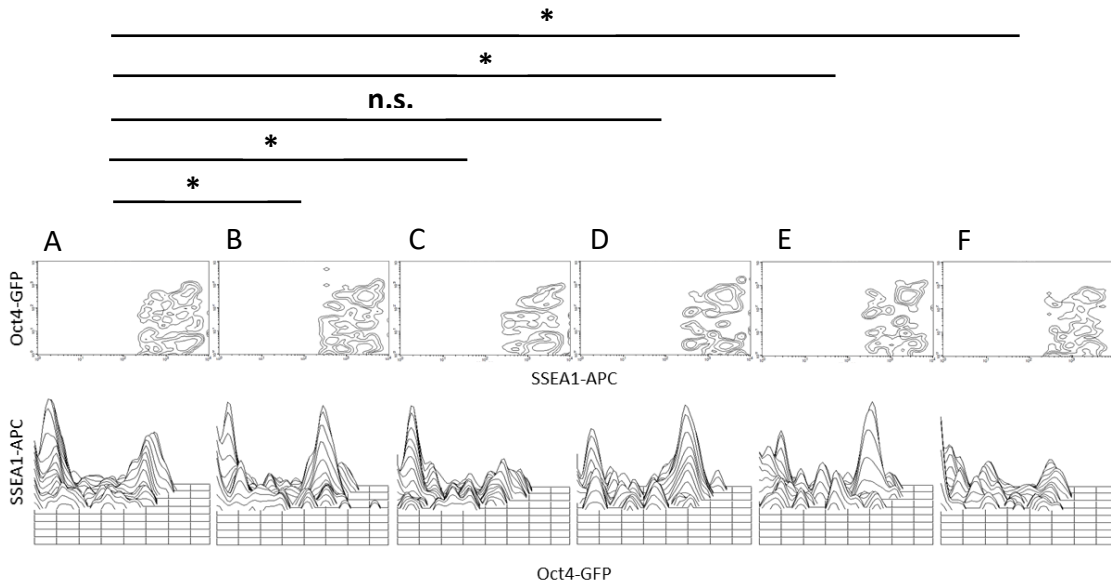 *
*
n.s.
*
*
A B C D E F
Oct4-GFP
SSEA1-APC
SSEA1-APC
Oct4-GFP